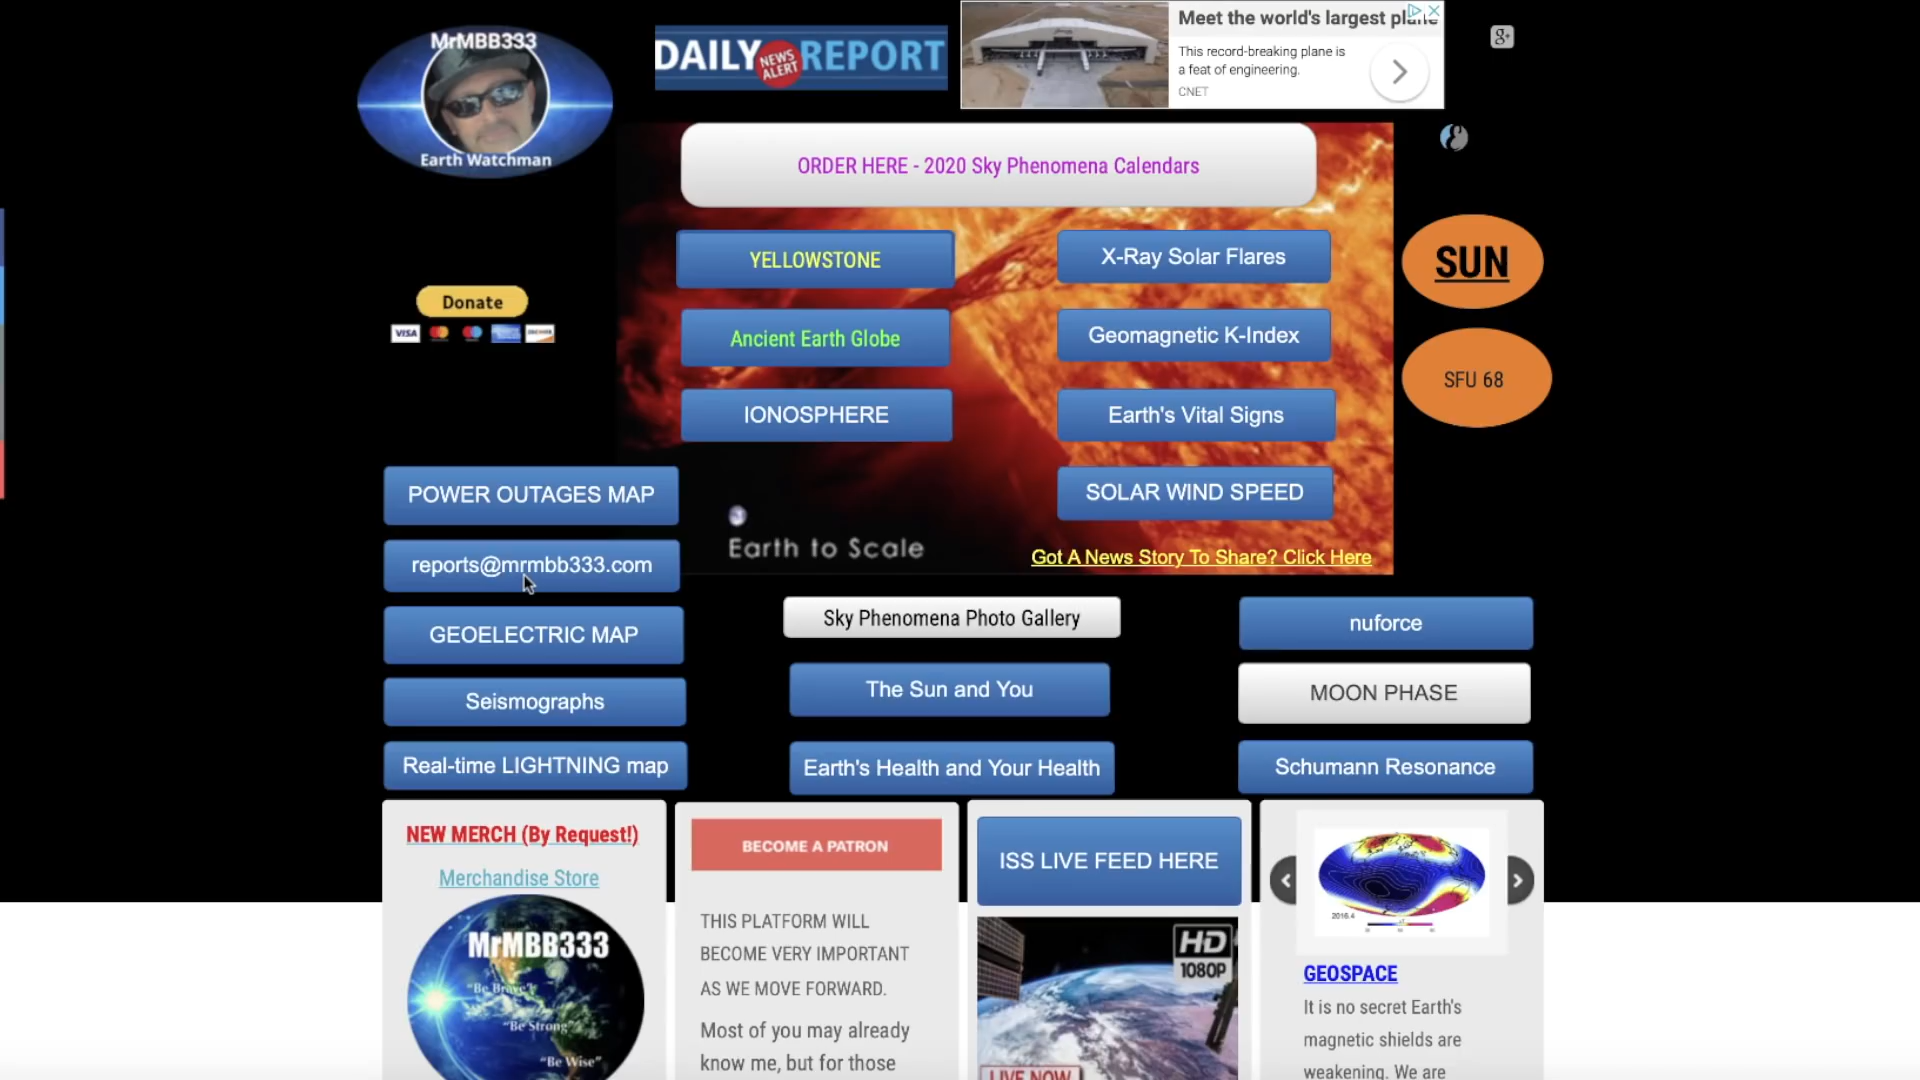 MrMBB333
Earth Watchman
DAILY NEWS ALERT REPORT
Meet the world's largest plane
This record-breaking plane is
a feat of engineering.
CNET
g+
ORDER HERE - 2020 Sky Phenomena Calendars
YELLOWSTONE
X-Ray Solar Flares
SUN
Donate
VISA
Ancient Earth Globe
Geomagnetic K-Index
SFU 68
IONOSPHERE
Earth's Vital Signs
POWER OUTAGES MAP
SOLAR WIND SPEED
Earth to Scale
Got A News Story To Share? Click Here
reports@mrmbb333.com
GEOELECTRIC MAP
Sky Phenomena Photo Gallery
nuforce
Seismographs
The Sun and You
MOON PHASE
Real-time LIGHTNING map
Earth's Health and Your Health
Schumann Resonance
NEW MERCH (By Request!)
Merchandise Store
MrMBB333
"Be Brave"
"Be Strong"
"Be Wise"
BECOME A PATRON
THIS PLATFORM WILL
BECOME VERY IMPORTANT
AS WE MOVE FORWARD.
Most of you may already
know me, but for those
ISS LIVE FEED HERE
HD
1080P
LIVE NOW
2016.4
GEOSPACE
It is no secret Earth's
magnetic shields are
weakening. We are